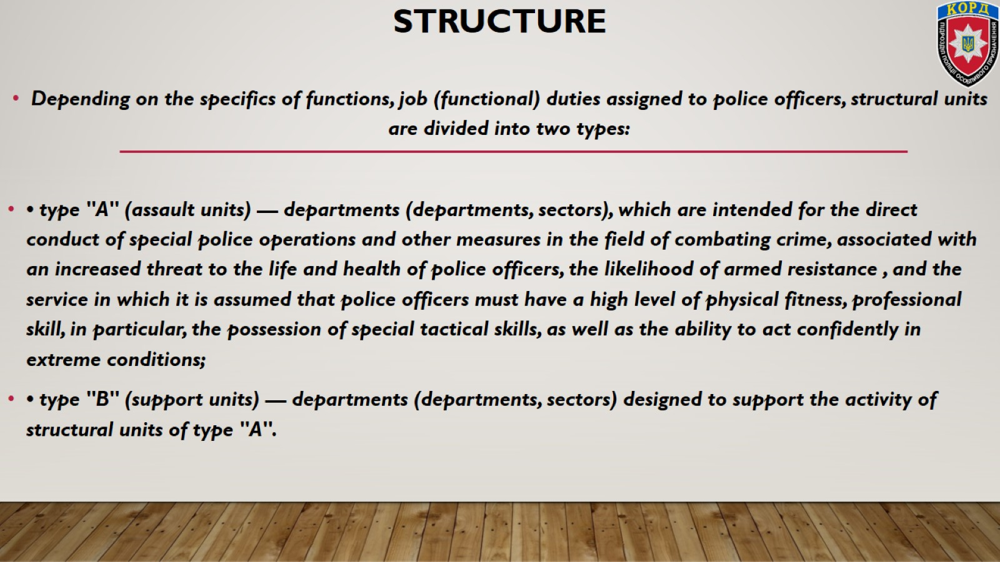 STRUCTURE
КОРД
ПІДРОЗДІЛ ПОЛІЦІЇ ОСОБЛИВОГО ПРИЗНАЧЕННЯ
• Depending on the specifics of functions, job (functional) duties assigned to police officers, structural units
are divided into two types:
• • type "A" (assault units) — departments (departments, sectors), which are intended for the direct
conduct of special police operations and other measures in the field of combating crime, associated with
an increased threat to the life and health of police officers, the likelihood of armed resistance , and the
service in which it is assumed that police officers must have a high level of physical fitness, professional
skill, in particular, the possession of special tactical skills, as well as the ability to act confidently in
extreme conditions;
• • type "B" (support units) — departments (departments, sectors) designed to support the activity of
structural units of type "A".